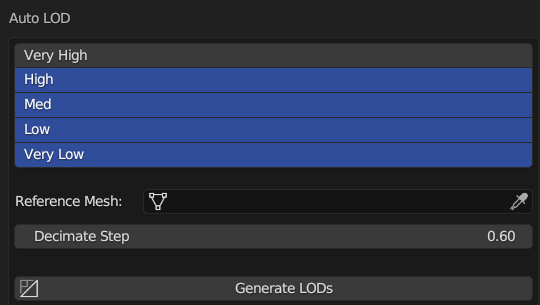 Auto LOD
Very High
High
Med
Low
Very Low
Reference Mesh:
Decimate Step 0.60
Generate LODs